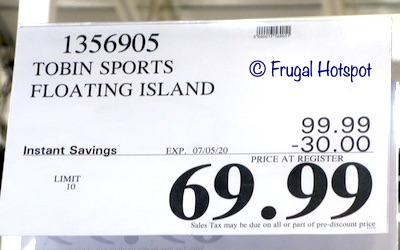 1356905
TOBIN SPORTS
FLOATING ISLAND
© Frugal Hotspot
99.99
Instant Savings EXP. 07/05/20 -30.00
PRICE AT REGISTER
LIMIT
10
69.99
Sales Tax may be due on all or part of pre-discount price